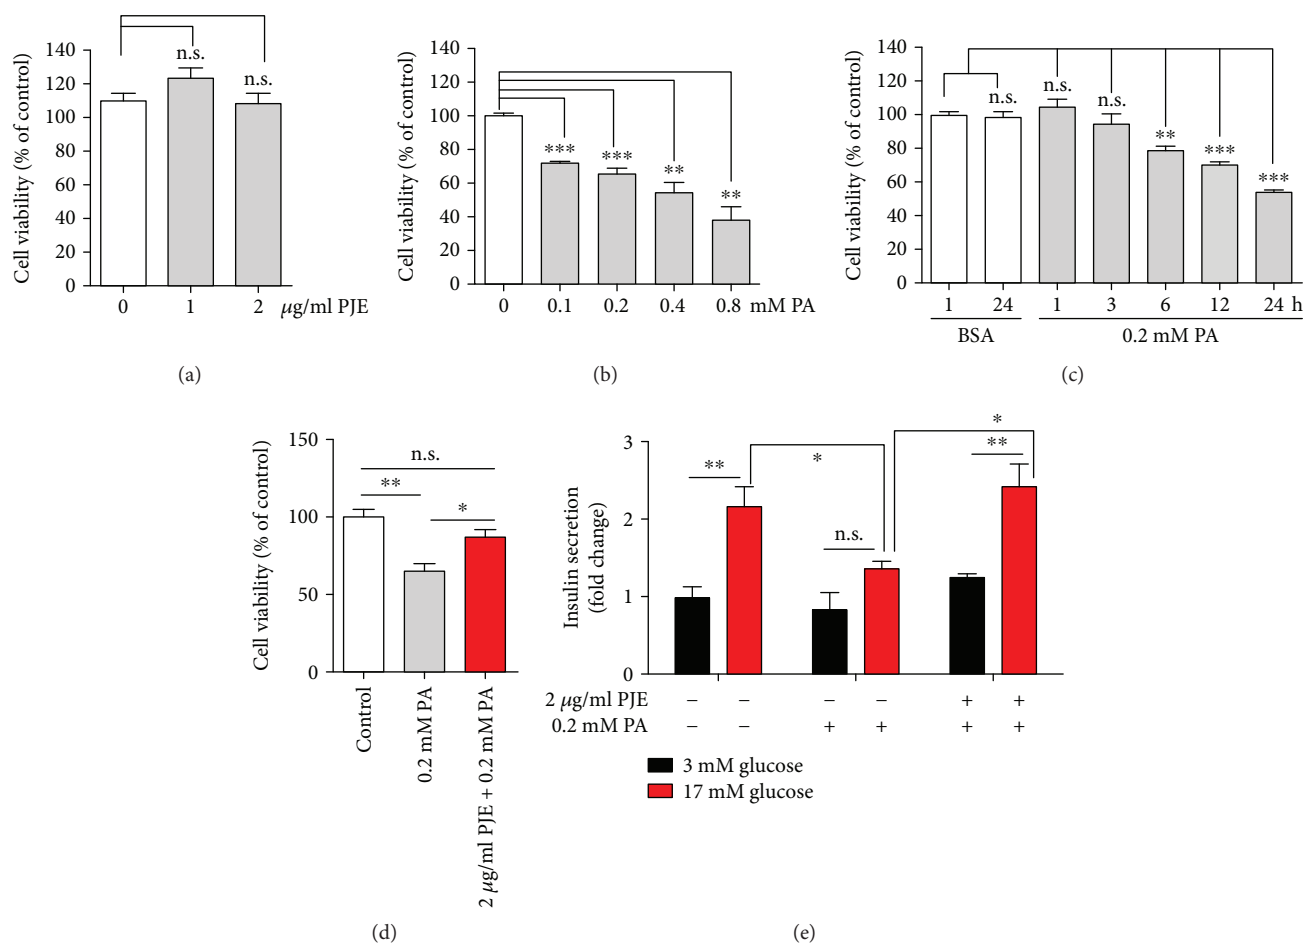 n.s.
n.s.
Cell viability (% of control)
140
120
100
80
60
40
20
0
0 1 2 μg/ml PJE
(a)
Cell viability (% of control)
140
120
100
80
60
40
20
0
*** *** ** **
0 0.1 0.2 0.4 0.8 mM PA
(b)
Cell viability (% of control)
140
120
100
80
60
40
20
0
n.s. n.s. n.s. ** *** ***
1 24 1 3 6 12 24 h
BSA 0.2 mM PA
(c)
Cell viability (% of control)
150
100
50
0
n.s.
** *
Control
0.2 mM PA
2 μg/ml PJE + 0.2 mM PA
(d)
Insulin secretion
(fold change)
3
2
1
0
** * n.s. * **
2 μg/ml PJE − − − − + +
0.2 mM PA − − + + + +
3 mM glucose
17 mM glucose
(e)